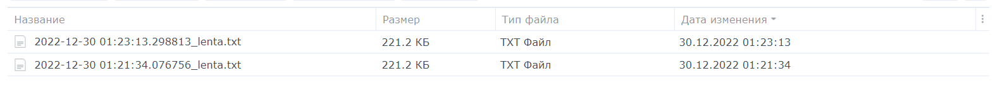 Название Размер Тип файла Дата изменения
2022-12-30 01:23:13.298813_lenta.txt 221.2 КБ TXT Файл 30.12.2022 01:23:13
2022-12-30 01:21:34.076756_lenta.txt 221.2 КБ TXT Файл 30.12.2022 01:21:34